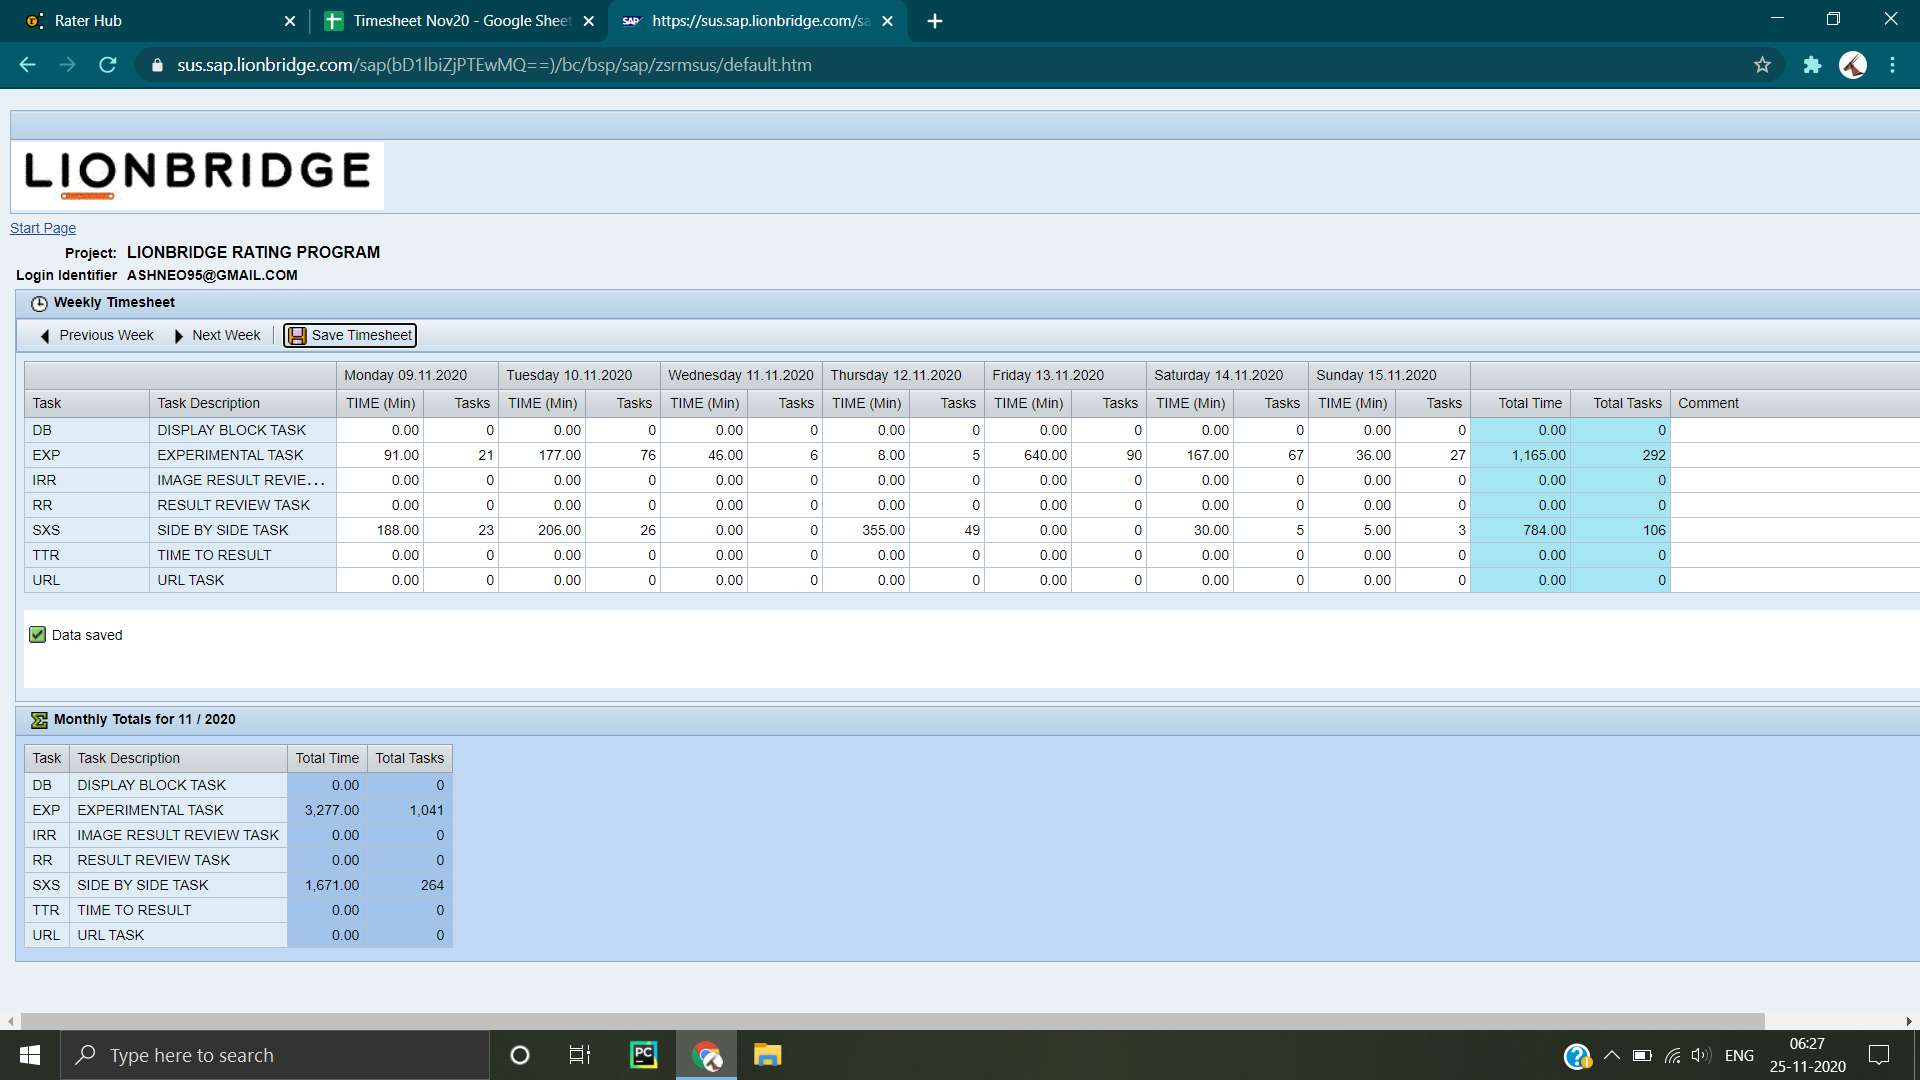 Rater Hub
Timesheet Nov20 - Google Sheet
SAP https://sus.sap.lionbridge.com/sa
sus.sap.lionbridge.com/sap(bD1lbiZjPTEwMQ==)/bc/bsp/sap/zsrmsus/default.htm
LIONBRIDGE
Start Page
Project: LIONBRIDGE RATING PROGRAM
Login Identifier ASHNEO95@GMAIL.COM
Weekly Timesheet
Previous Week Next Week Save Timesheet
Monday 09.11.2020 Tuesday 10.11.2020 Wednesday 11.11.2020 Thursday 12.11.2020 Friday 13.11.2020 Saturday 14.11.2020 Sunday 15.11.2020
Task Task Description TIME (Min) Tasks TIME (Min) Tasks TIME (Min) Tasks TIME (Min) Tasks TIME (Min) Tasks TIME (Min) Tasks TIME (Min) Tasks Total Time Total Tasks Comment
DB DISPLAY BLOCK TASK 0.00 0 0.00 0 0.00 0 0.00 0 0.00 0 0.00 0 0.00 0 0.00 0
EXP EXPERIMENTAL TASK 91.00 21 177.00 76 46.00 6 8.00 5 640.00 90 167.00 67 36.00 27 1,165.00 292
IRR IMAGE RESULT REVIE... 0.00 0 0.00 0 0.00 0 0.00 0 0.00 0 0.00 0 0.00 0 0.00 0
RR RESULT REVIEW TASK 0.00 0 0.00 0 0.00 0 0.00 0 0.00 0 0.00 0 0.00 0 0.00 0
SXS SIDE BY SIDE TASK 188.00 23 206.00 26 0.00 0 355.00 49 0.00 0 30.00 5 5.00 3 784.00 106
TTR TIME TO RESULT 0.00 0 0.00 0 0.00 0 0.00 0 0.00 0 0.00 0 0.00 0 0.00 0
URL URL TASK 0.00 0 0.00 0 0.00 0 0.00 0 0.00 0 0.00 0 0.00 0 0.00 0
Data saved
Monthly Totals for 11 / 2020
Task Task Description Total Time Total Tasks
DB DISPLAY BLOCK TASK 0.00 0
EXP EXPERIMENTAL TASK 3,277.00 1,041
IRR IMAGE RESULT REVIEW TASK 0.00 0
RR RESULT REVIEW TASK 0.00 0
SXS SIDE BY SIDE TASK 1,671.00 264
TTR TIME TO RESULT 0.00 0
URL URL TASK 0.00 0
Type here to search
PC
ENG
06:27
25-11-2020